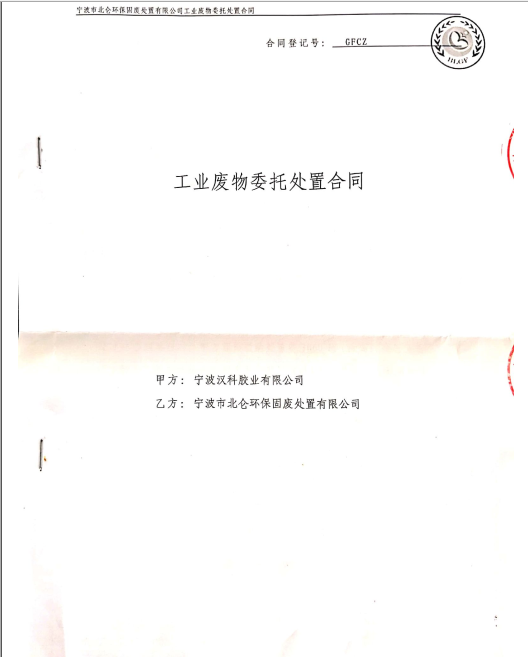 宁波市北仑环保固废处置有限公司工业废物委托处置合同
合同登记号: GFCZ
HLGF
工业废物委托处置合同
甲方: 宁波汉科胶业有限公司
乙方: 宁波市北仑环保固废处置有限公司